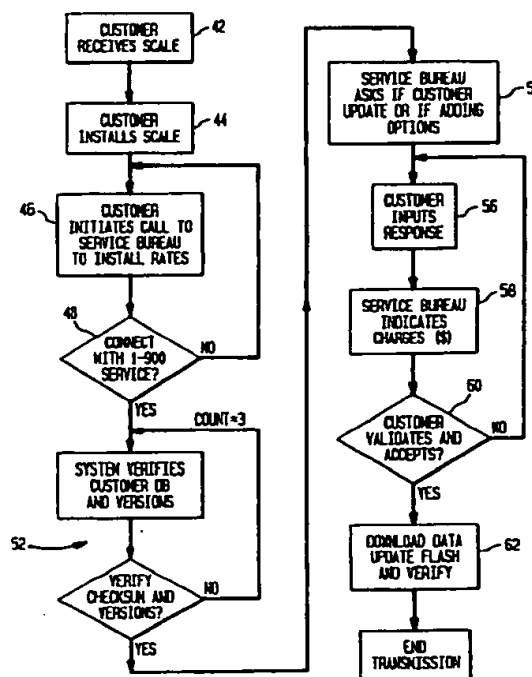 CUSTOMER
RECEIVES SCALE
42
CUSTOMER
INSTALLS SCALE
44
46
CUSTOMER
INITIATES CALL TO
SERVICE BUREAU
TO INSTALL RATES
48
CONNECT
WITH 1-900
SERVICE?
NO
YES
COUNT=3
SYSTEM VERIFIES
CUSTOMER DB
AND VERSIONS
52
VERIFY
CHECKSUM AND
VERSIONS?
NO
YES
SERVICE BUREAU
ASKS IF CUSTOMER
UPDATE OR IF ADDING
OPTIONS
CUSTOMER
INPUTS
RESPONSE
56
SERVICE BUREAU
INDICATES
CHARGES ($)
58
60
CUSTOMER
VALIDATES AND
ACCEPTS?
NO
YES
DOWNLOAD DATA
UPDATE FLASH
AND VERIFY
62
END
TRANSMISSION